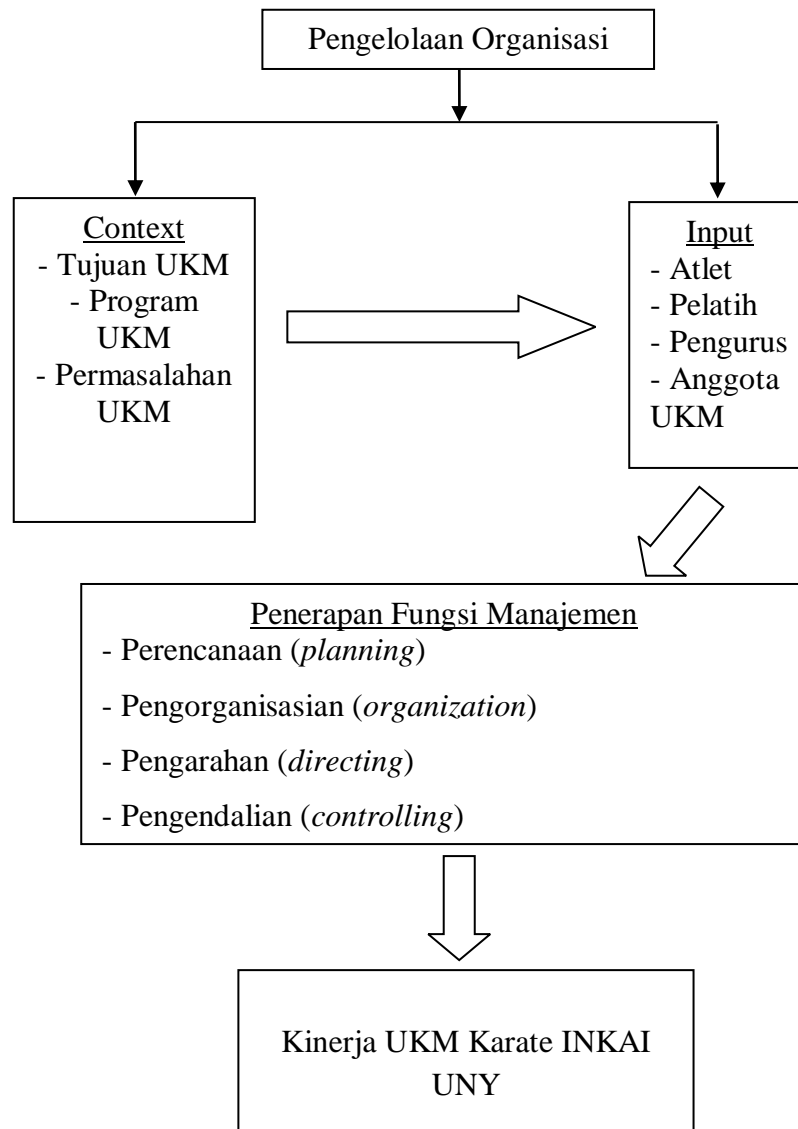 Pengelolaan Organisasi
Context
- Tujuan UKM
- Program
UKM
- Permasalahan
UKM
Input
- Atlet
- Pelatih
- Pengurus
- Anggota
UKM
Penerapan Fungsi Manajemen
- Perencanaan (planning)
- Pengorganisasian (organization)
- Pengarahan (directing)
- Pengendalian (controlling)
Kinerja UKM Karate INKAI
UNY